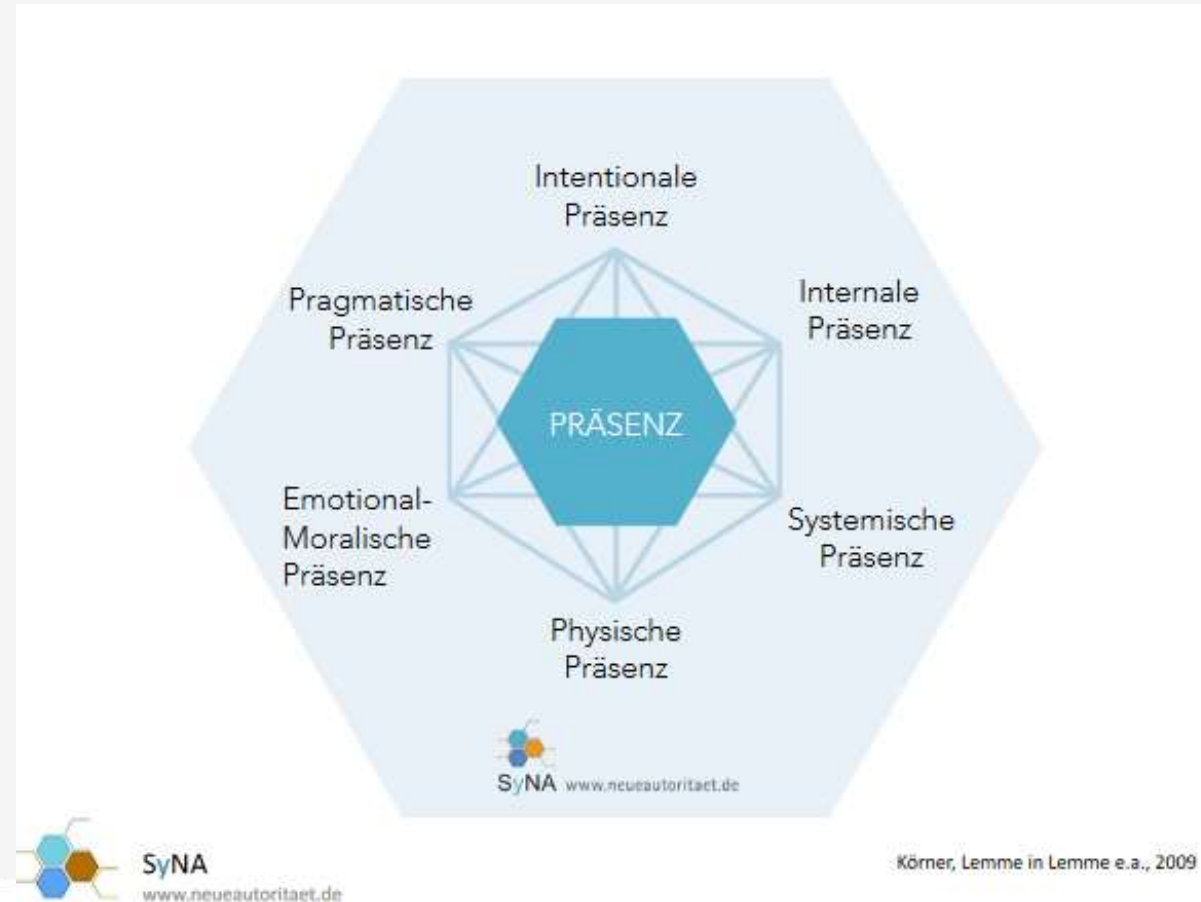 Intentionale
Präsenz
Pragmatische
Präsenz
Internale
Präsenz
PRÄSENZ
Emotional-
Moralische
Präsenz
Systemische
Präsenz
Physische
Präsenz
SyNA www.neueautoritaet.de
SyNA
www.neueautoritaet.de
Körner, Lemme in Lemme e.a., 2009